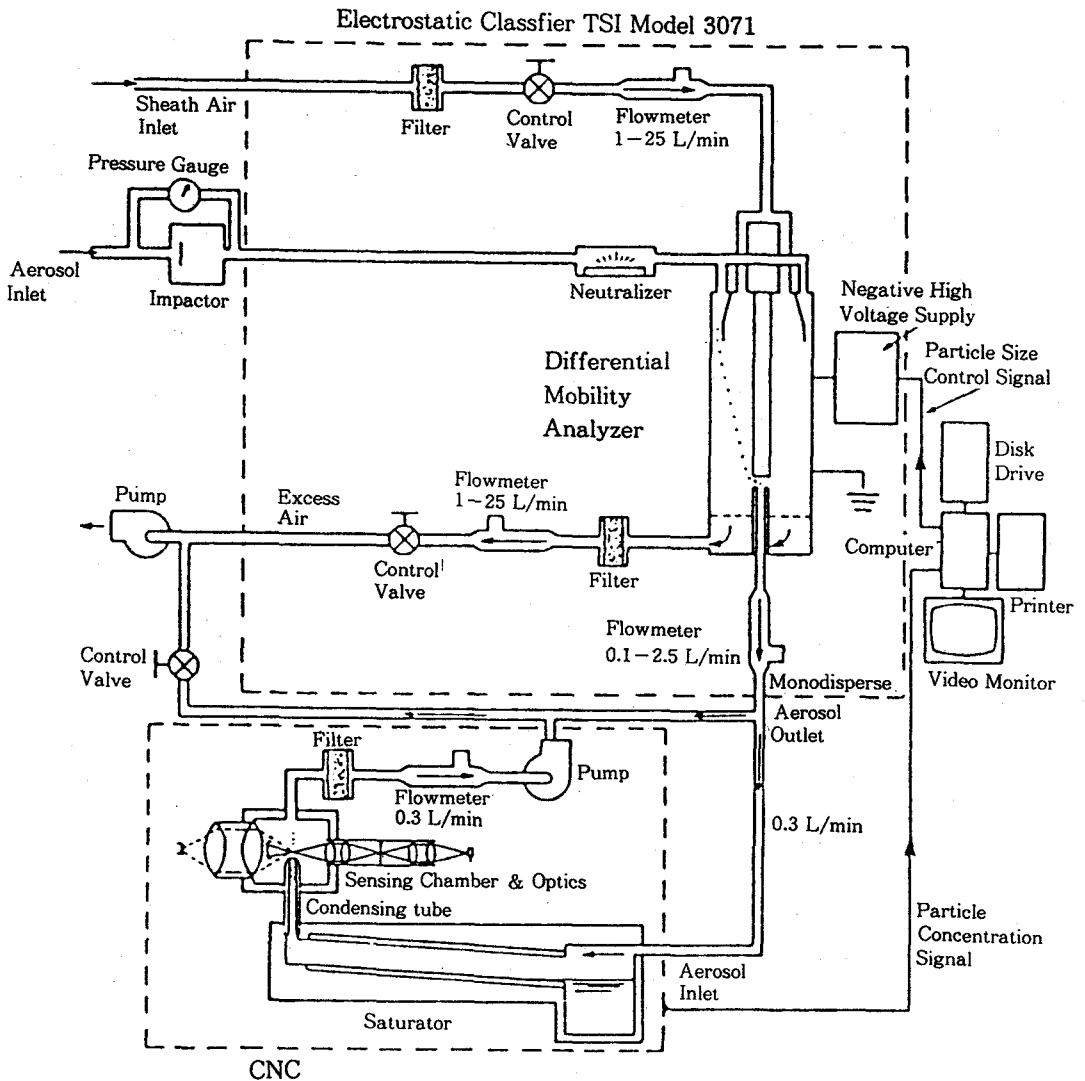 Electrostatic Classfier TSI Model 3071
Sheath Air
Inlet
Filter
Control
Valve
Flowmeter
1-25 L/min
Pressure Gauge
Aerosol
Inlet
Impactor
Neutralizer
Negative High
Voltage Supply
Differential
Mobility
Analyzer
Particle Size
Control Signal
Disk
Drive
Pump
Excess
Air
Flowmeter
1-25 L/min
Control
Valve
Filter
Computer
Printer
Video Monitor
Flowmeter
0.1-2.5 L/min
Control
Valve
Monodisperse
Aerosol
Outlet
Filter
Flowmeter
0.3 L/min
Pump
0.3 L/min
Sensing Chamber & Optics
Condensing tube
Particle
Concentration
Signal
Aerosol
Inlet
Saturator
CNC